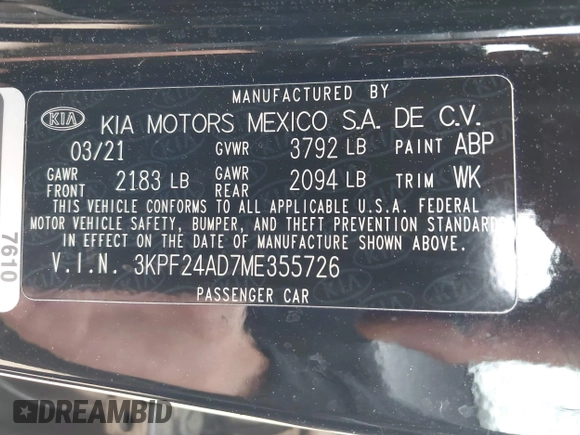 MANUFACTURED BY
KIA KIA MOTORS MEXICO S.A. DE C.V.
03/21 GVWR 3792 LB PAINT ABP
GAWR FRONT 2183 LB GAWR REAR 2094 LB TRIM WK
THIS VEHICLE CONFORMS TO ALL APPLICABLE U.S.A. FEDERAL
MOTOR VEHICLE SAFETY, BUMPER, AND THEFT PREVENTION STANDARDS
IN EFFECT ON THE DATE OF MANUFACTURE SHOWN ABOVE.
V.I.N. 3KPF24AD7ME355726
PASSENGER CAR
7610
DREAMBID